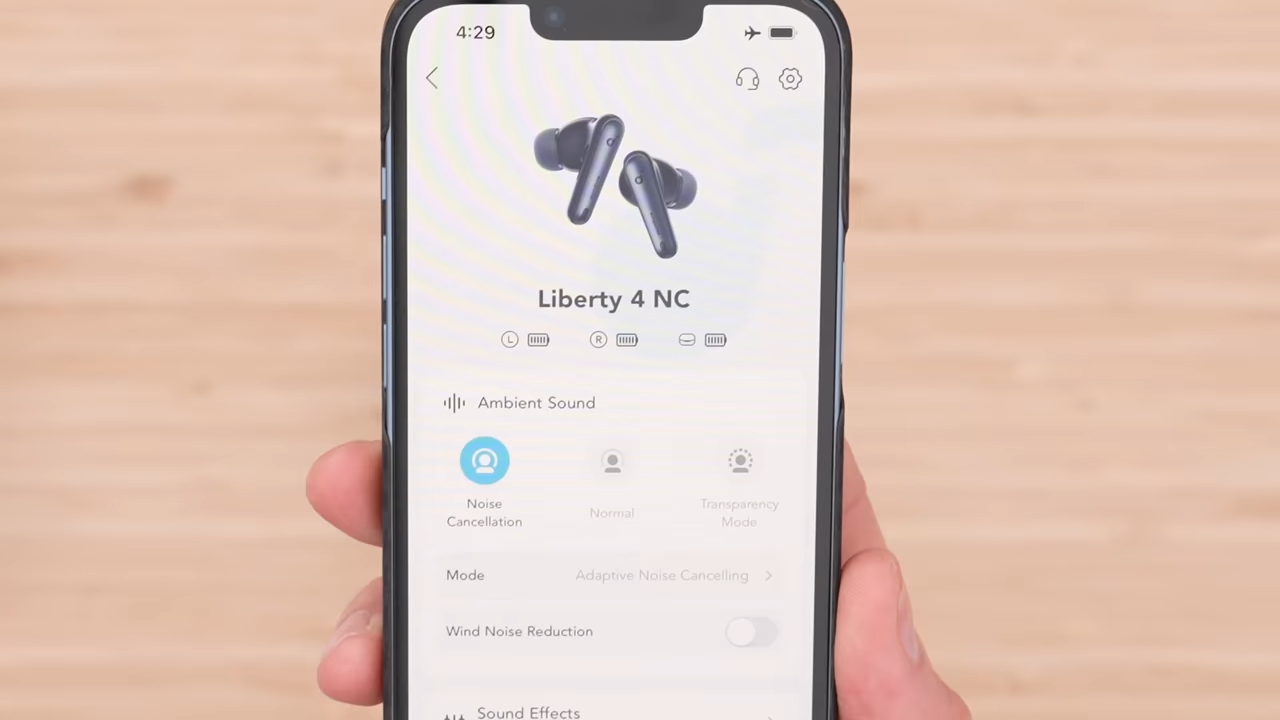 4:29
Liberty 4 NC
L
R
Ambient Sound
Noise
Cancellation
Normal
Transparency
Mode
Mode
Adaptive Noise Cancelling
Wind Noise Reduction
Sound Effects